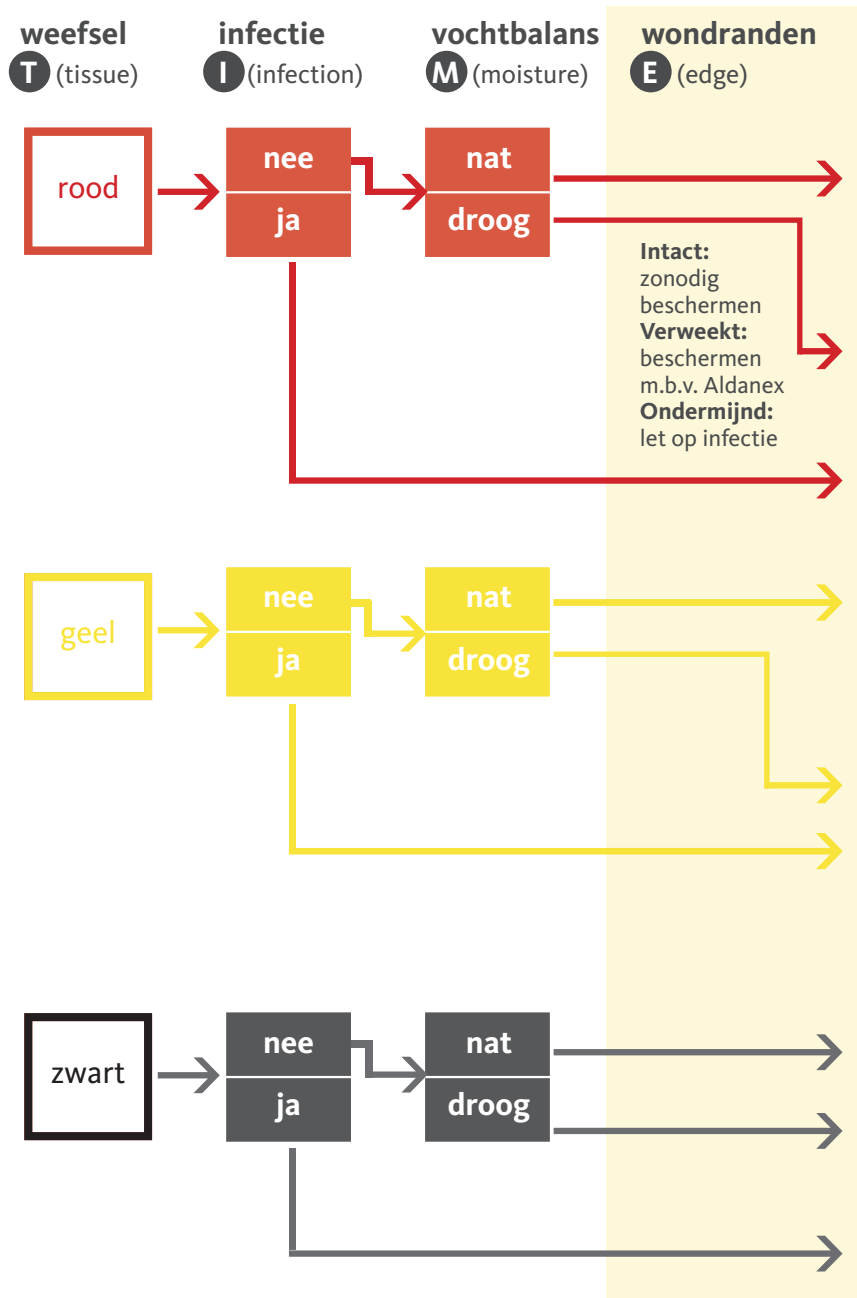 weefsel
T (tissue)
infectie
I (infection)
vochtbalans
M (moisture)
wondranden
E (edge)
rood
nee
ja
nat
droog
Intact:
zonodig
beschermen
Verweekt:
beschermen
m.b.v. Aldanex
Ondermijnd:
let op infectie
geel
nee
ja
nat
droog
zwart
nee
ja
nat
droog